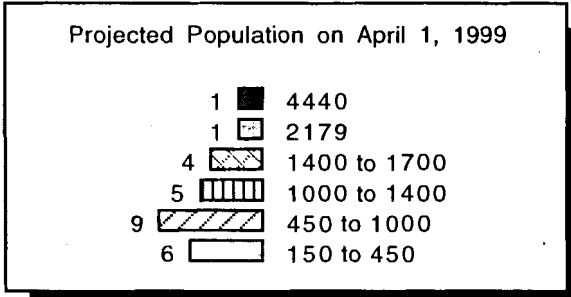 Projected Population on April 1, 1999
1 4440
1 2179
4 1400 to 1700
5 1000 to 1400
9 450 to 1000
6 150 to 450